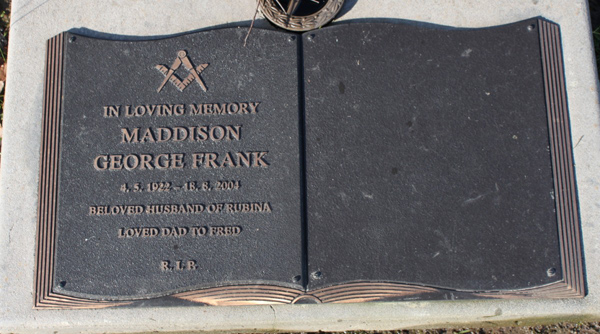 IN LOVING MEMORY
MADDISON
GEORGE FRANK
4. 5. 1922 – 18. 8. 2004
BELOVED HUSBAND OF RUBINA
LOVED DAD TO FRED
R. I. P.